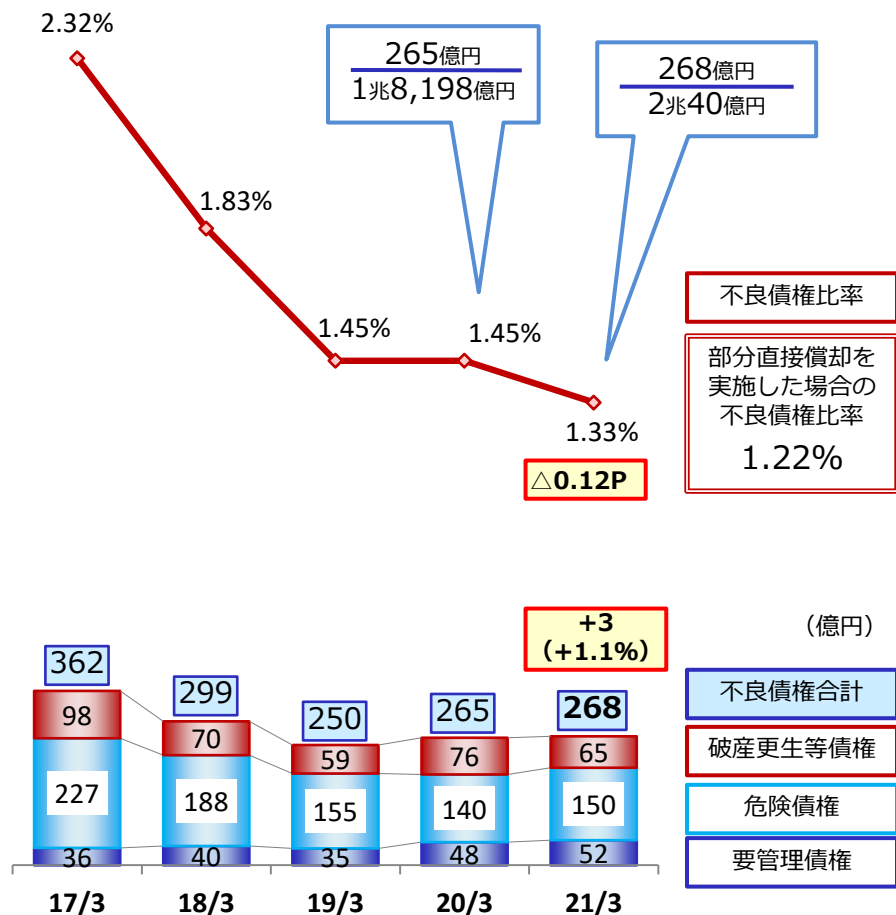 2.32%
1.83%
1.45%
1.45%
1.33%
265億円
1兆8,198億円
268億円
2兆40億円
不良債権比率
部分直接償却を
実施した場合の
不良債権比率
1.22%
△0.12P
+3
(+1.1%)
（億円）
362
299
250
265
268
98
70
59
76
65
227
188
155
140
150
36
40
35
48
52
17/3
18/3
19/3
20/3
21/3
不良債権合計
破産更生等債権
危険債権
要管理債権